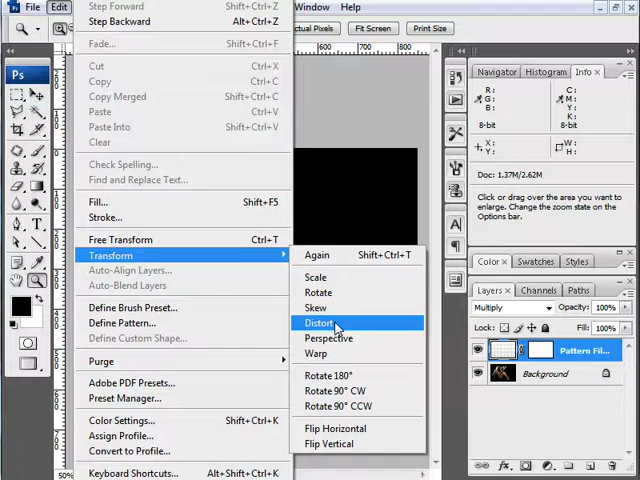 File Edit Window Help
Step Forward Shift+Ctrl+Z
Step Backward Alt+Ctrl+Z
Actual Pixels Fit Screen Print Size
Fade... Shift+Ctrl+F
600 700 800
Cut Ctrl+X
Copy Ctrl+C
Copy Merged Shift+Ctrl+C
Paste Ctrl+V
Paste Into Shift+Ctrl+V
Clear
Check Spelling...
Find and Replace Text...
Fill... Shift+F5
Stroke...
Free Transform Ctrl+T
Transform
Auto-Align Layers...
Auto-Blend Layers
Define Brush Preset...
Define Pattern...
Define Custom Shape...
Purge
Adobe PDF Presets...
Preset Manager...
Color Settings... Shift+Ctrl+K
Assign Profile...
Convert to Profile...
Keyboard Shortcuts... Alt+Shift+Ctrl+K
Again Shift+Ctrl+T
Scale
Rotate
Skew
Distort
Perspective
Warp
Rotate 180°
Rotate 90° CW
Rotate 90° CCW
Flip Horizontal
Flip Vertical
Ps
50%
Navigator Histogram Info ×
R: C:
G: M:
B: Y:
K:
8-bit 8-bit
X: W:
Y: H:
Doc: 1.37M/2.62M
Click or drag over the area you want to
enlarge. Change the zoom state on the
Options bar.
Color × Swatches Styles
Layers × Channels Paths
Multiply Opacity: 100%
Lock: Fill: 100%
Pattern Fil...
Background